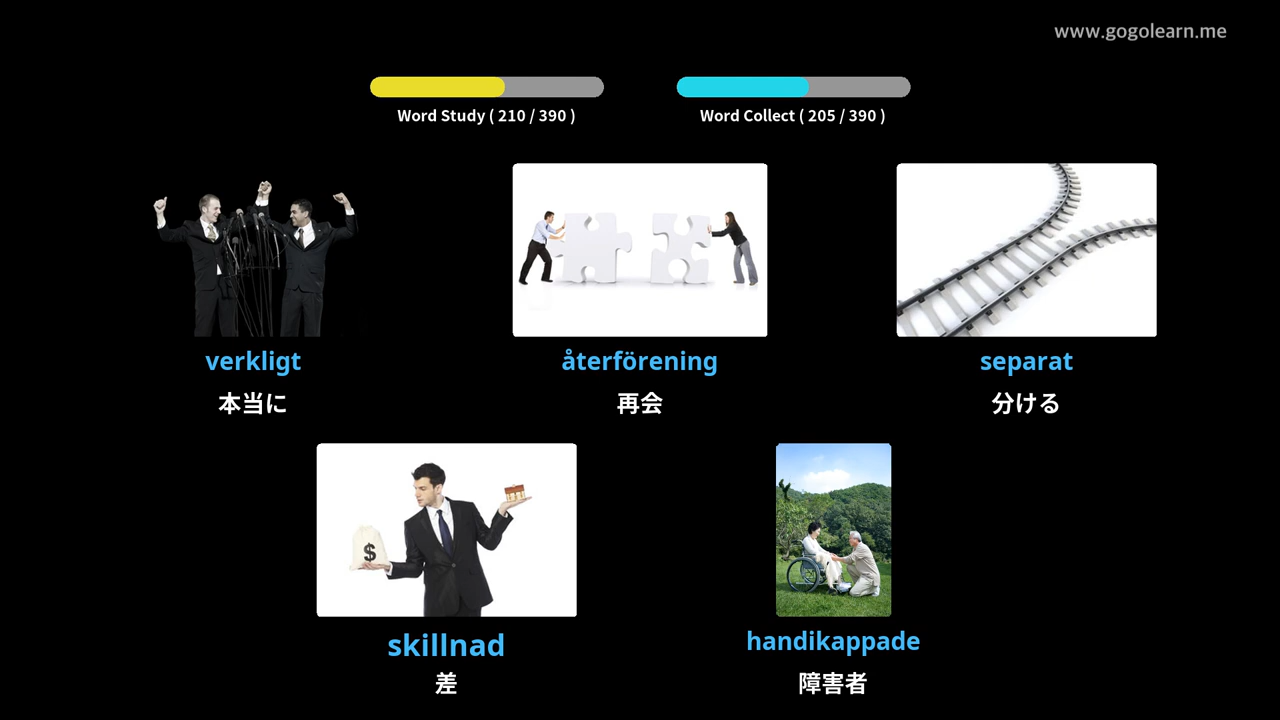 www.gogolearn.me
Word Study ( 210 / 390 )
Word Collect ( 205 / 390 )
verkligt
本当に
återförening
再会
separat
分ける
$
skillnad
差
handikappade
障害者